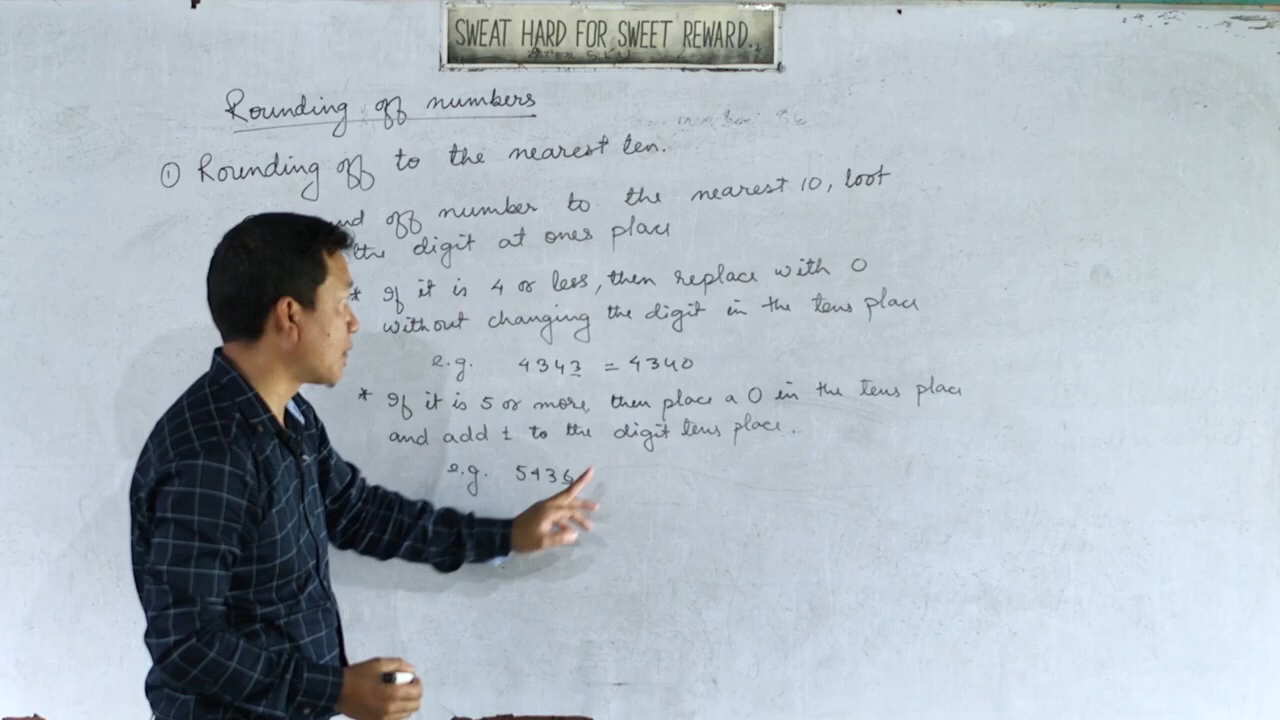 SWEAT HARD FOR SWEET REWARD.
Rounding off numbers
① Rounding off to the nearest ten.
off number to the nearest 10, look
the digit at ones place
* If it is 4 or less, then replace with 0
without changing the digit in the tens place
e.g. 4343 = 4340
* If it is 5 or more, then place a 0 in the tens place
and add 1 to the digit tens place.
e.g. 5436